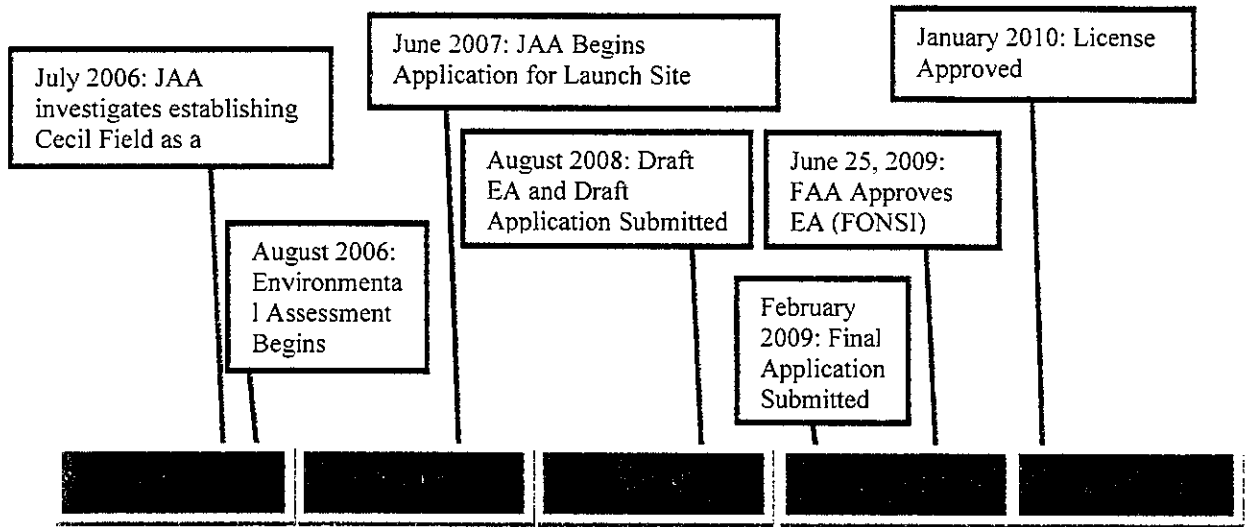 July 2006: JAA
investigates establishing
Cecil Field as a
August 2006:
Environmenta
l Assessment
Begins
June 2007: JAA Begins
Application for Launch Site
August 2008: Draft
EA and Draft
Application Submitted
February
2009: Final
Application
Submitted
June 25, 2009:
FAA Approves
EA (FONSI)
January 2010: License
Approved